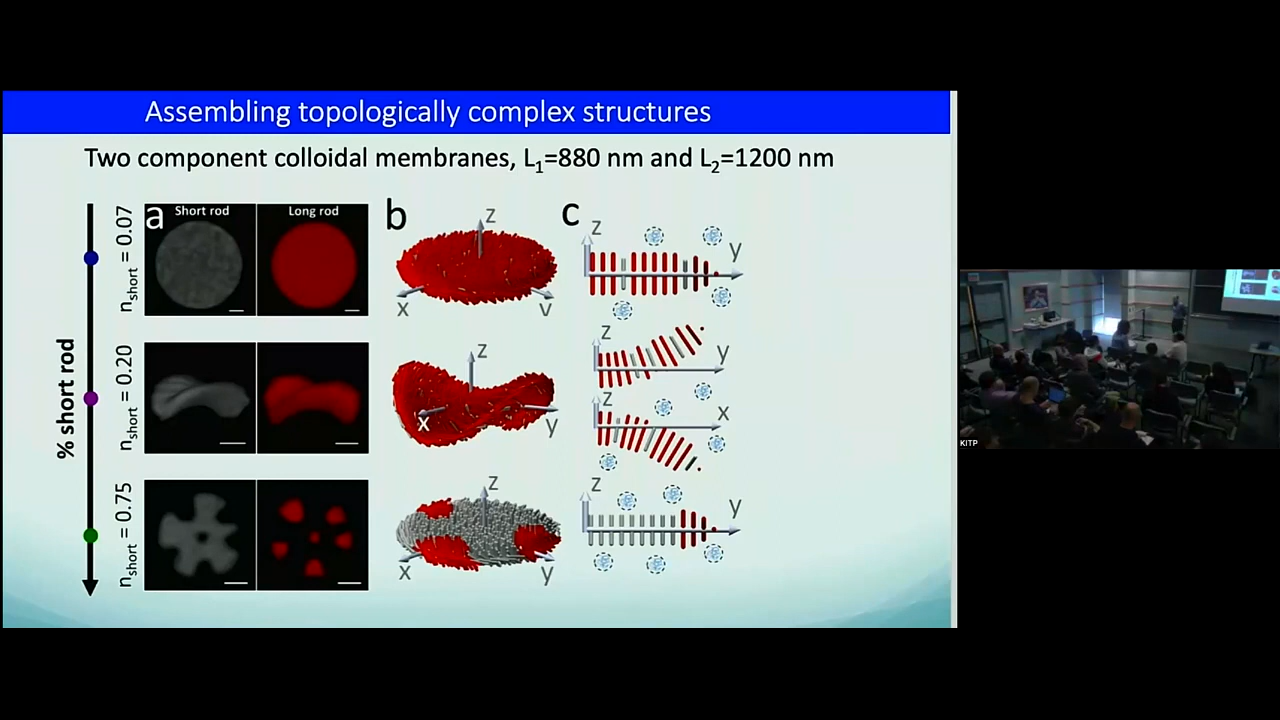 Assembling topologically complex structures
Two component colloidal membranes, L1=880 nm and L2=1200 nm
% short rod
nshort = 0.07
nshort = 0.20
nshort = 0.75
a
Short rod
Long rod
b
z
x
y
z
x
y
z
x
y
c
z
y
z
y
z
x
z
y
KITP